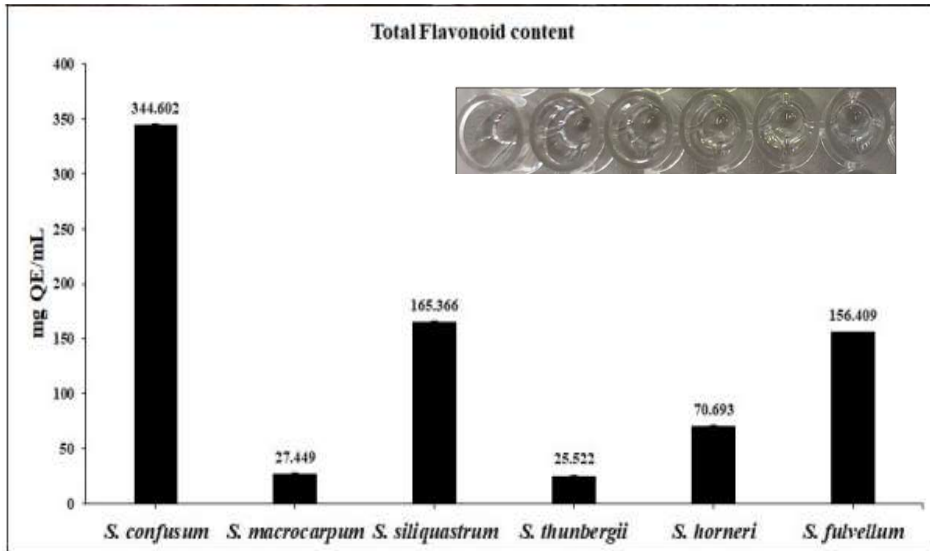 Total Flavonoid content
mg QE/mL
400
350
300
250
200
150
100
50
0
344.602
27.449
165.366
25.522
70.693
156.409
S. confusum
S. macrocarpum
S. siliquastrum
S. thunbergii
S. horneri
S. fulvellum